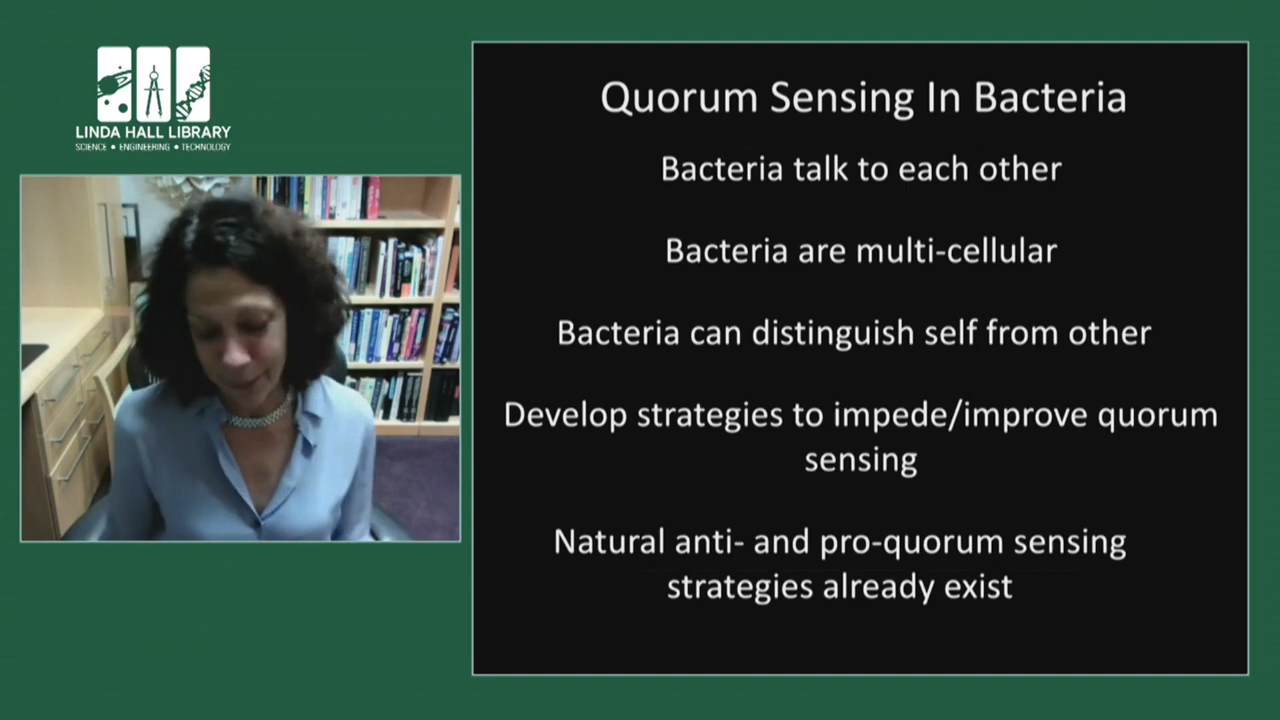 LINDA HALL LIBRARY
SCIENCE ● ENGINEERING ● TECHNOLOGY
Quorum Sensing In Bacteria
Bacteria talk to each other
Bacteria are multi-cellular
Bacteria can distinguish self from other
Develop strategies to impede/improve quorum
sensing
Natural anti- and pro-quorum sensing
strategies already exist